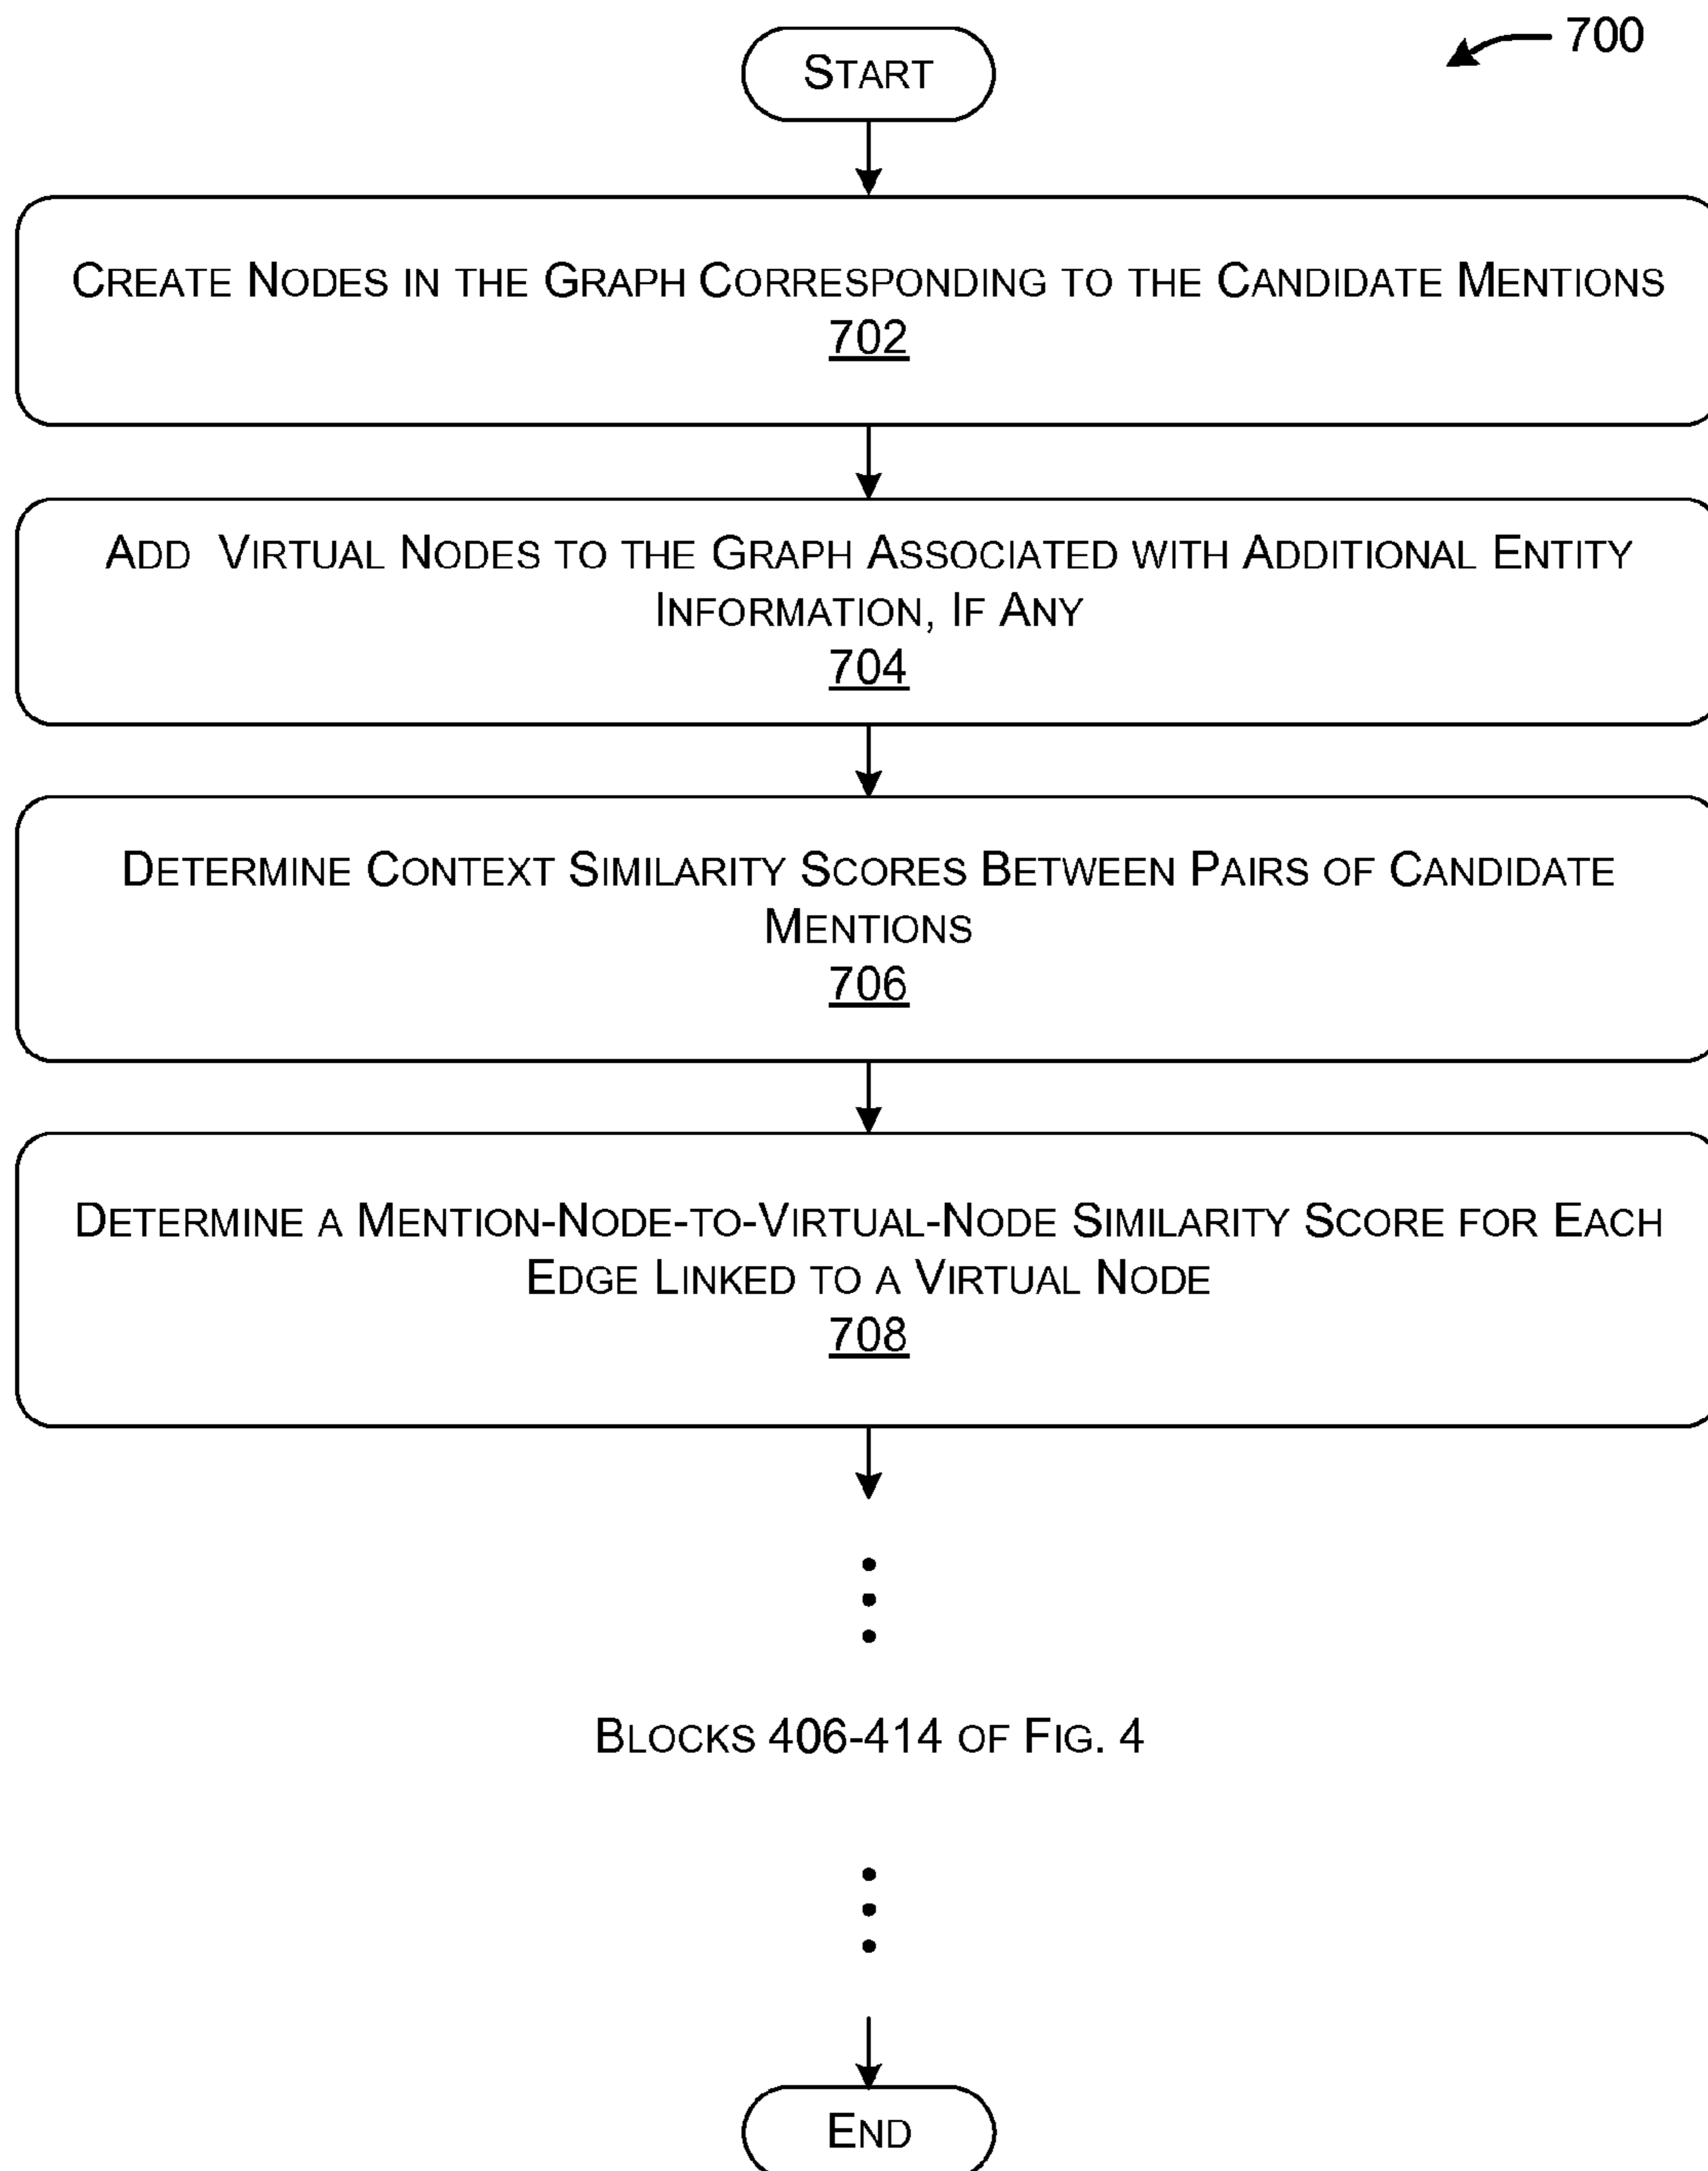 700
START
CREATE NODES IN THE GRAPH CORRESPONDING TO THE CANDIDATE MENTIONS
702
ADD VIRTUAL NODES TO THE GRAPH ASSOCIATED WITH ADDITIONAL ENTITY
INFORMATION, IF ANY
704
DETERMINE CONTEXT SIMILARITY SCORES BETWEEN PAIRS OF CANDIDATE
MENTIONS
706
DETERMINE A MENTION-NODE-TO-VIRTUAL-NODE SIMILARITY SCORE FOR EACH
EDGE LINKED TO A VIRTUAL NODE
708
BLOCKS 406-414 OF FIG. 4
END